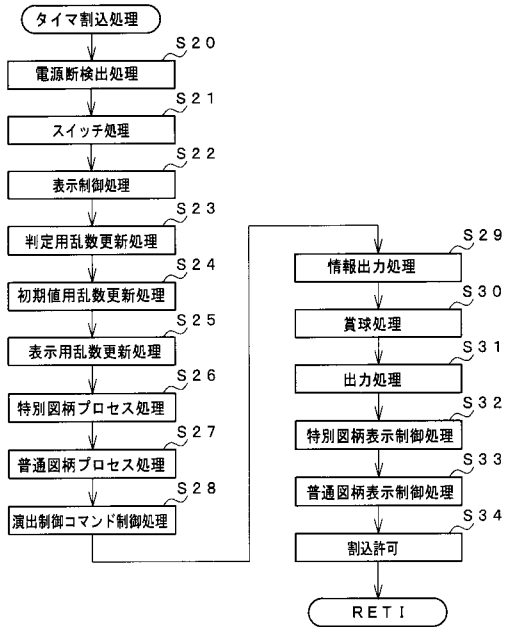 タイマ割込処理
S20
電源断検出処理
S21
スイッチ処理
S22
表示制御処理
S23
判定用乱数更新処理
S24
初期値用乱数更新処理
S25
表示用乱数更新処理
S26
特別図柄プロセス処理
S27
普通図柄プロセス処理
S28
演出制御コマンド制御処理
S29
情報出力処理
S30
賞球処理
S31
出力処理
S32
特別図柄表示制御処理
S33
普通図柄表示制御処理
S34
割込許可
RETI